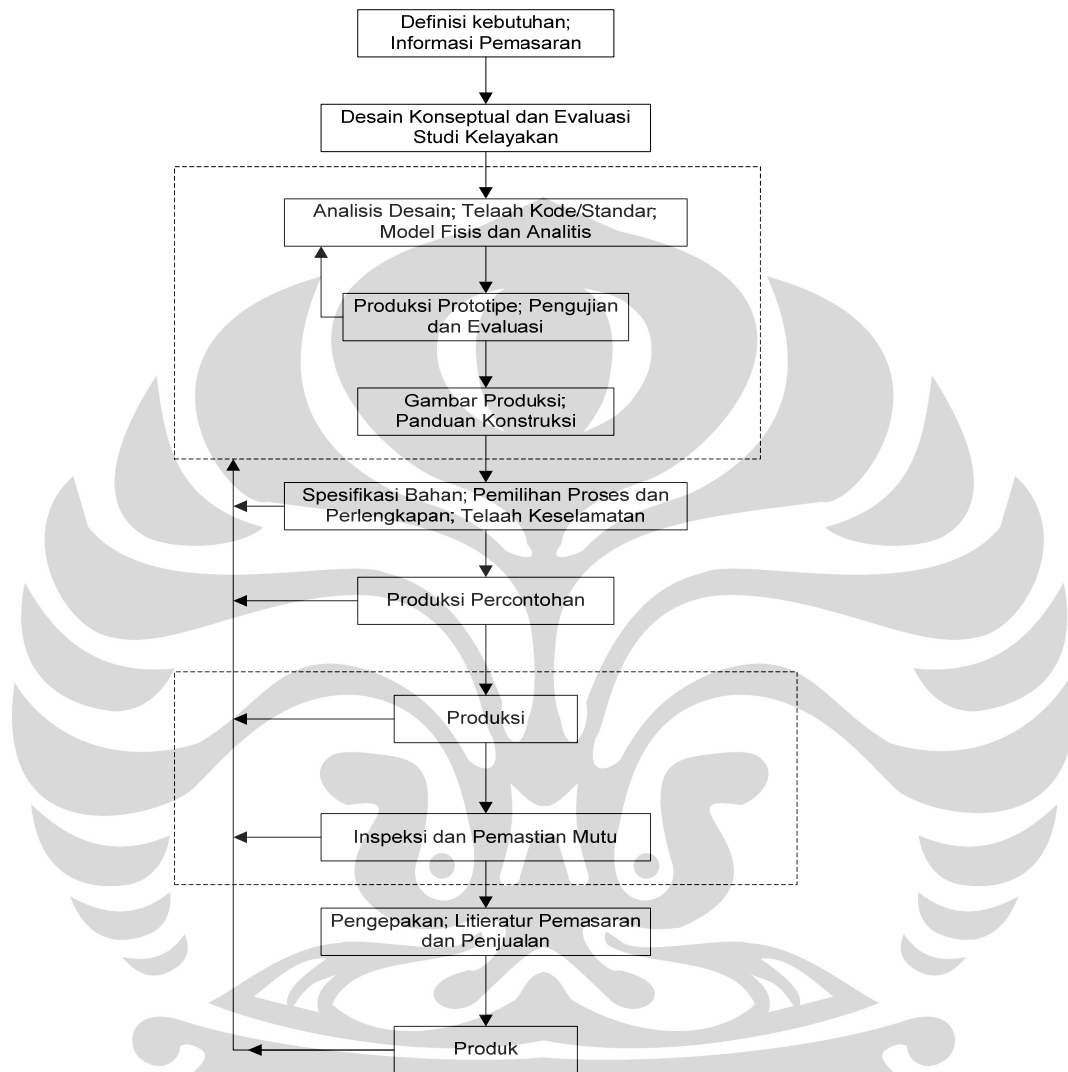 Definisi kebutuhan;
Informasi Pemasaran
Desain Konseptual dan Evaluasi
Studi Kelayakan
Analisis Desain; Telaah Kode/Standar;
Model Fisis dan Analitis
Produksi Prototipe; Pengujian
dan Evaluasi
Gambar Produksi;
Panduan Konstruksi
Spesifikasi Bahan; Pemilihan Proses dan
Perlengkapan; Telaah Keselamatan
Produksi Percontohan
Produksi
Inspeksi dan Pemastian Mutu
Pengepakan; Litieratur Pemasaran
dan Penjualan
Produk